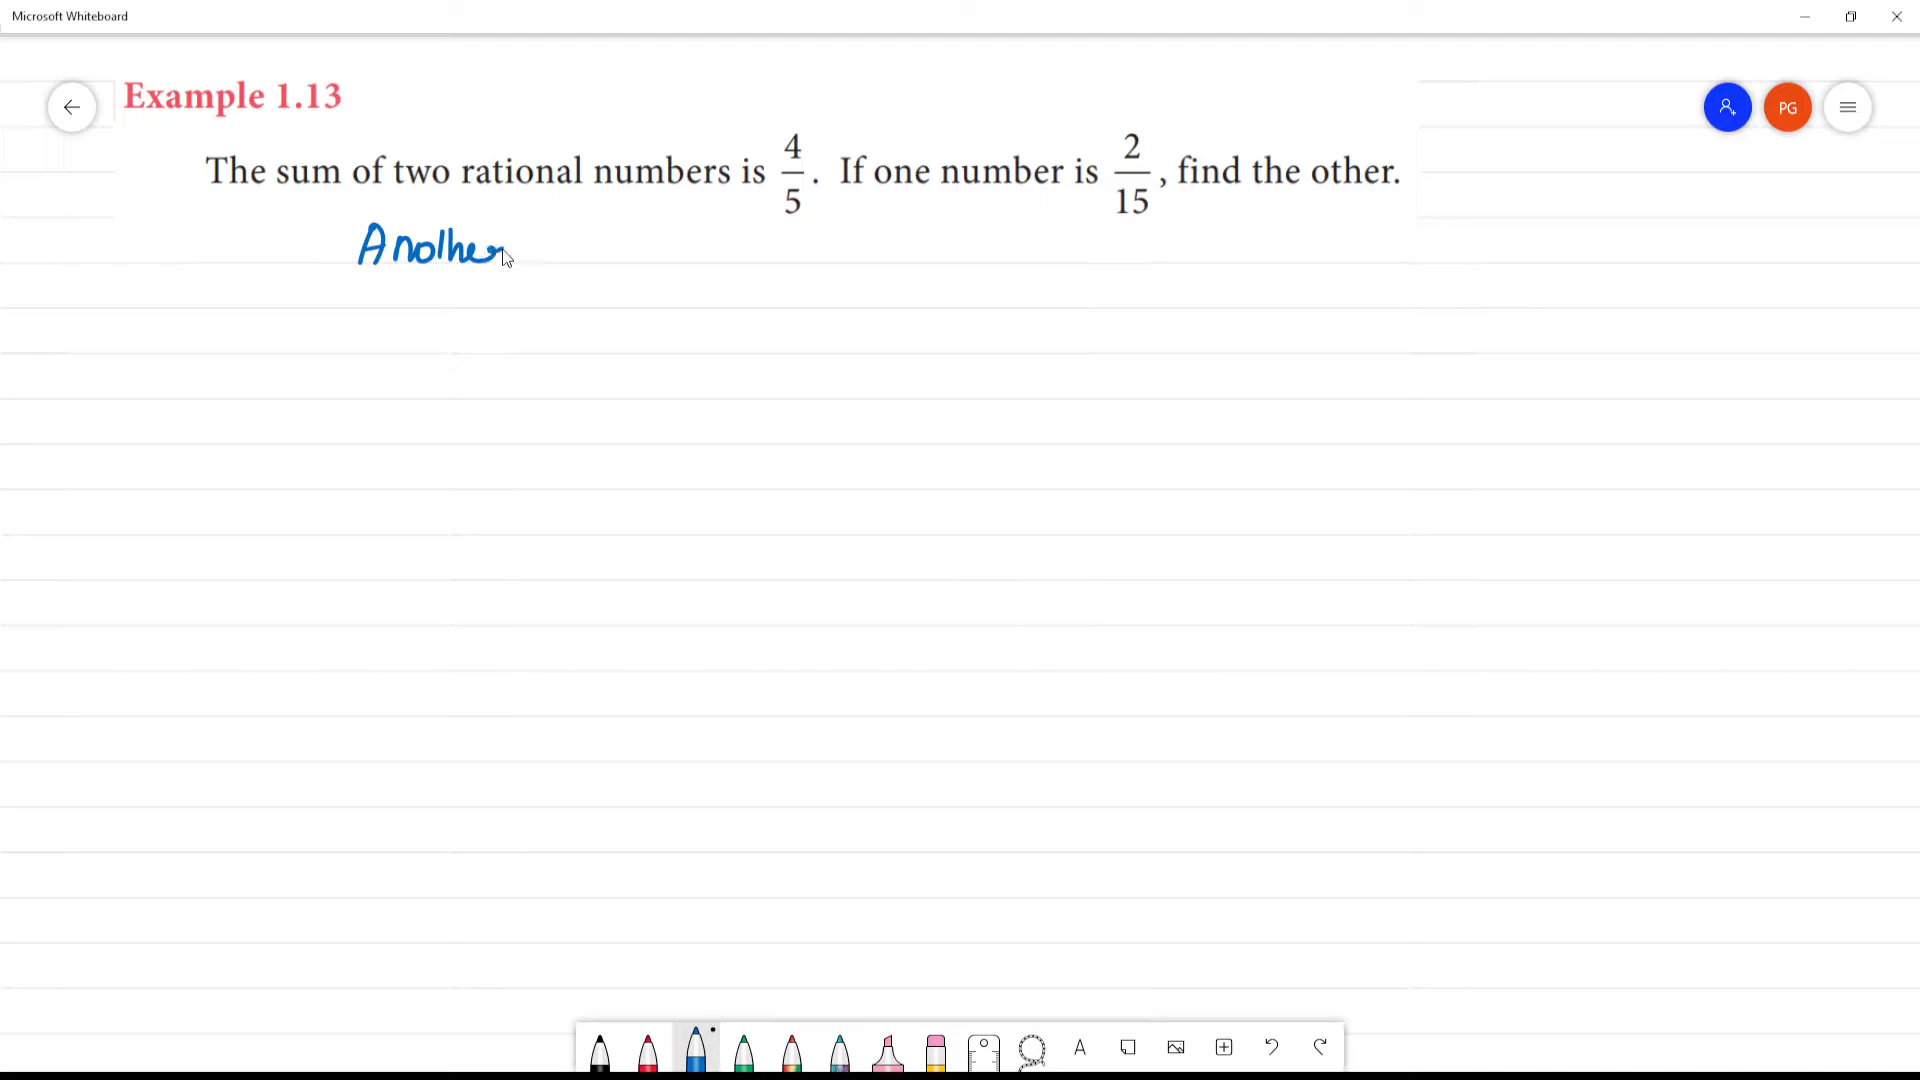 Microsoft Whiteboard
Example 1.13
PG
The sum of two rational numbers is 4/5. If one number is 2/15, find the other.
Another
A